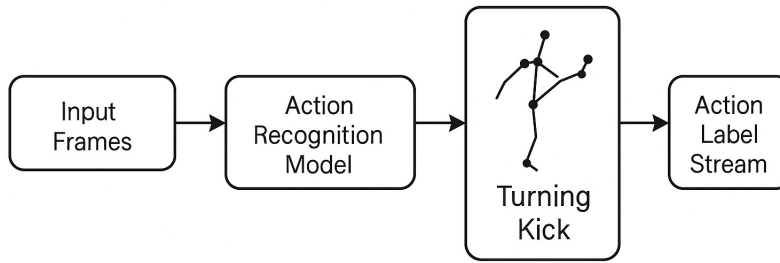 Input
Frames
Action
Recognition
Model
Turning
Kick
Action
Label
Stream